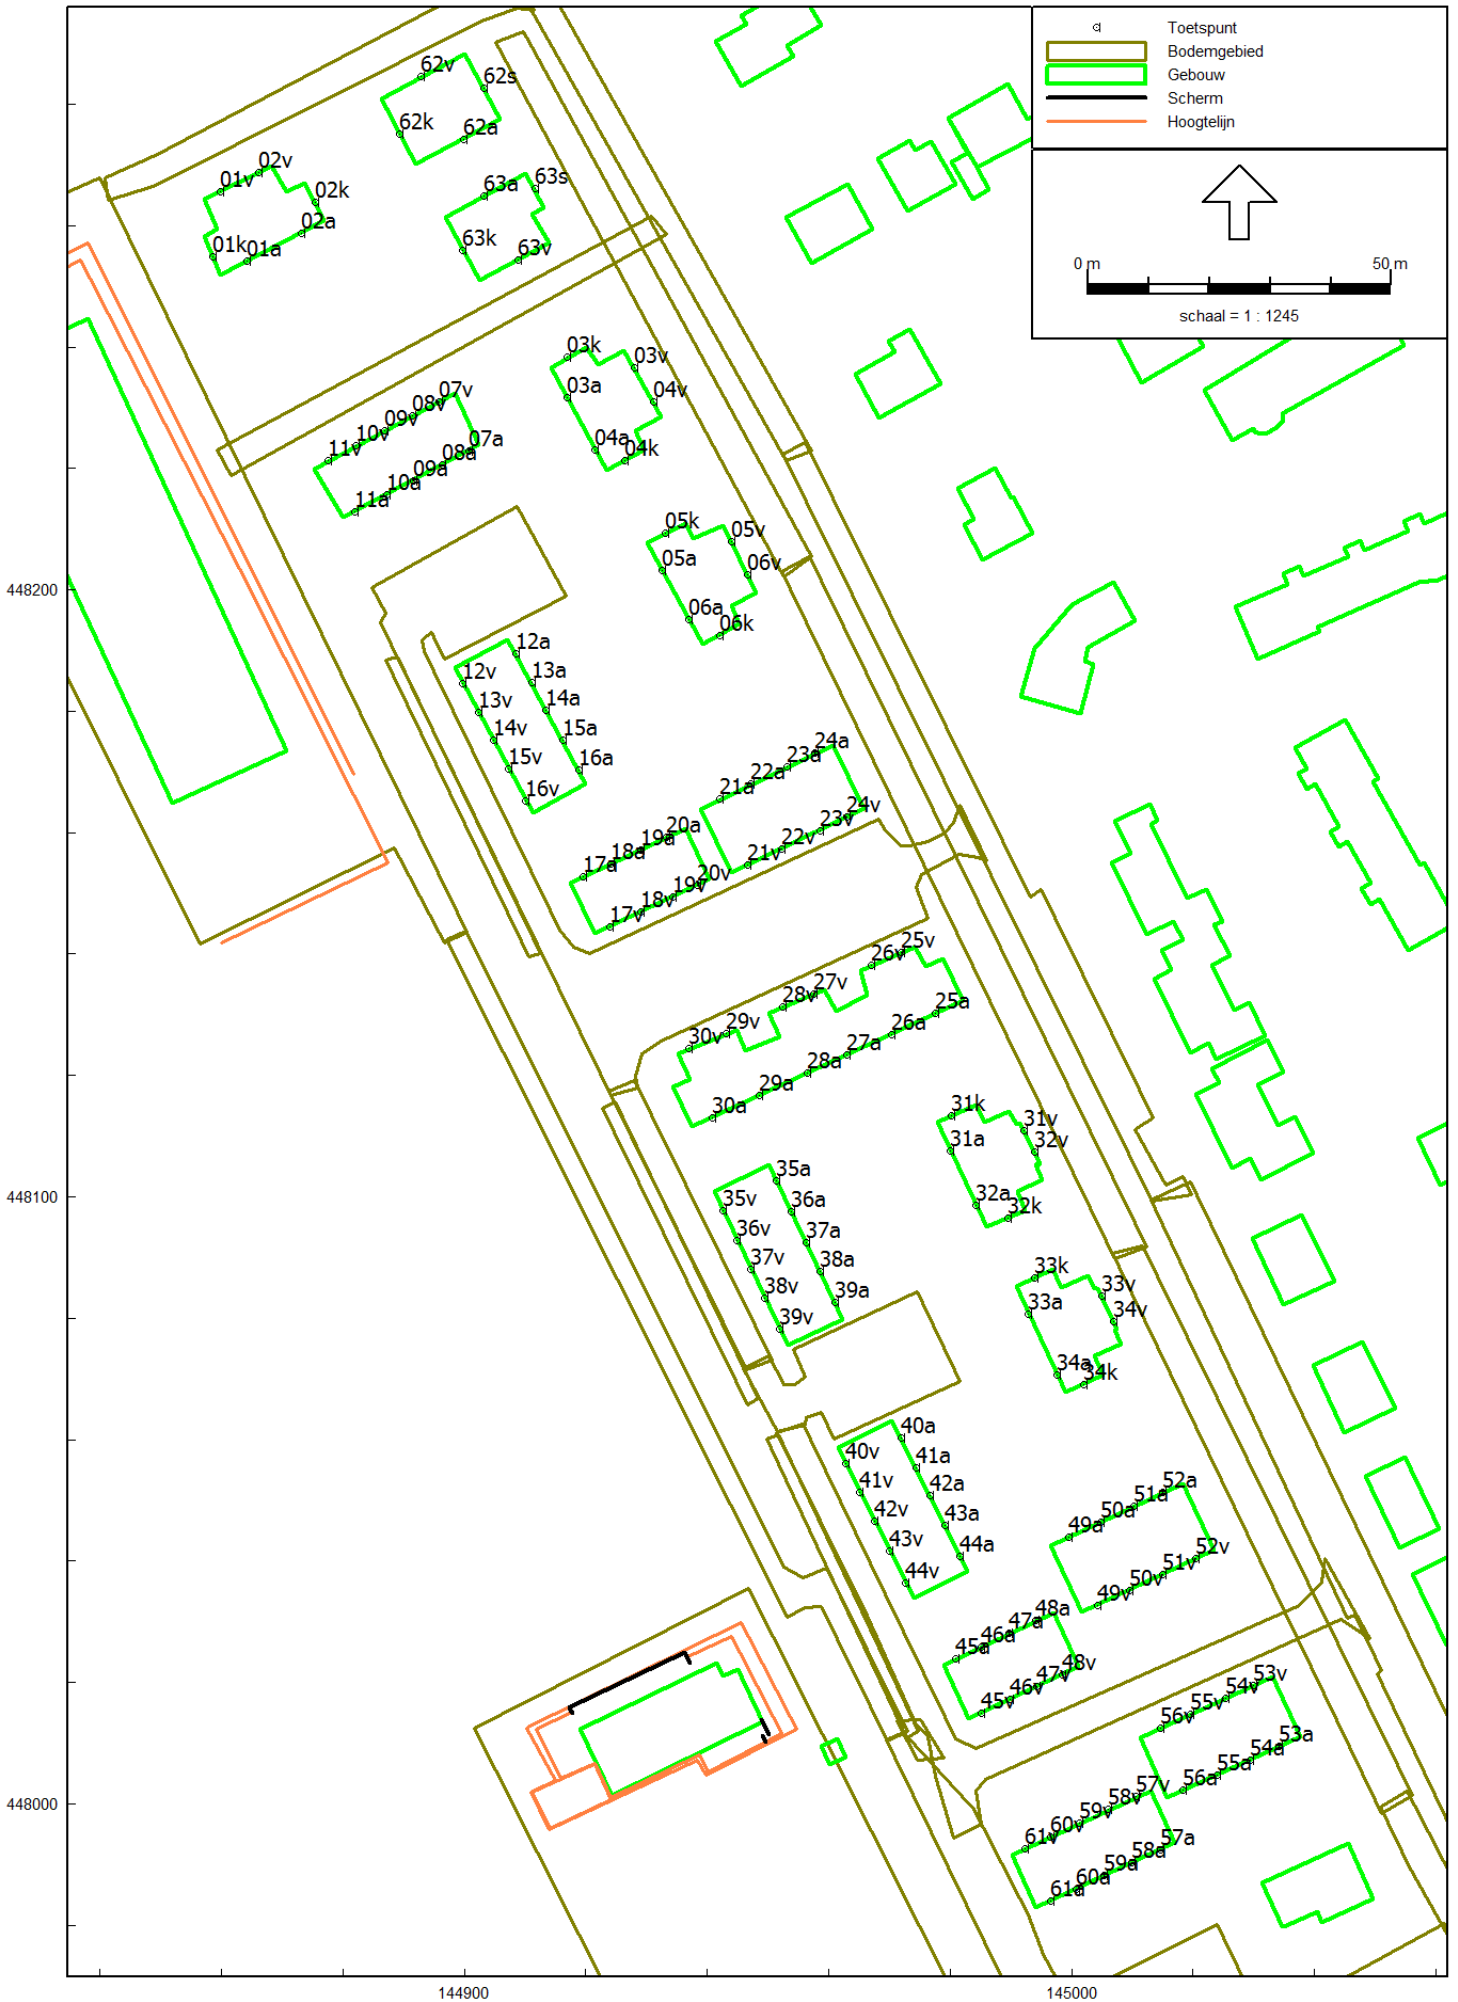 Toetspunt
Bodemgebied
Gebouw
Scherm
Hoogtelijn
0 m
50 m
schaal = 1 : 1245
62v
62s
62k
62a
02v
01v
02k
02a
01k
01a
63a
63s
63k
63v
03k
03v
03a
04v
04a
04k
07v
08v
09v
10v
11v
07a
08a
09a
10a
11a
05k
05v
05a
06v
06a
06k
448200
12a
12v
13a
13v
14a
14v
15a
15v
16a
16v
24a
23a
22a
21a
24v
23v
22v
21v
20a
19a
18a
17a
20v
19v
18v
17v
25v
26v
27v
28v
29v
30v
25a
26a
27a
28a
29a
30a
31k
31v
31a
32v
32a
32k
448100
35a
35v
36a
36v
37a
37v
38a
38v
39a
39v
33k
33v
33a
34v
34a
34k
40a
40v
41a
41v
42a
42v
43a
43v
44a
44v
52a
51a
50a
49a
52v
51v
50v
49v
48a
47a
46a
45a
48v
47v
46v
45v
53v
54v
55v
56v
53a
54a
55a
56a
57v
58v
59v
60v
61v
57a
58a
59a
60a
61a
448000
144900
145000